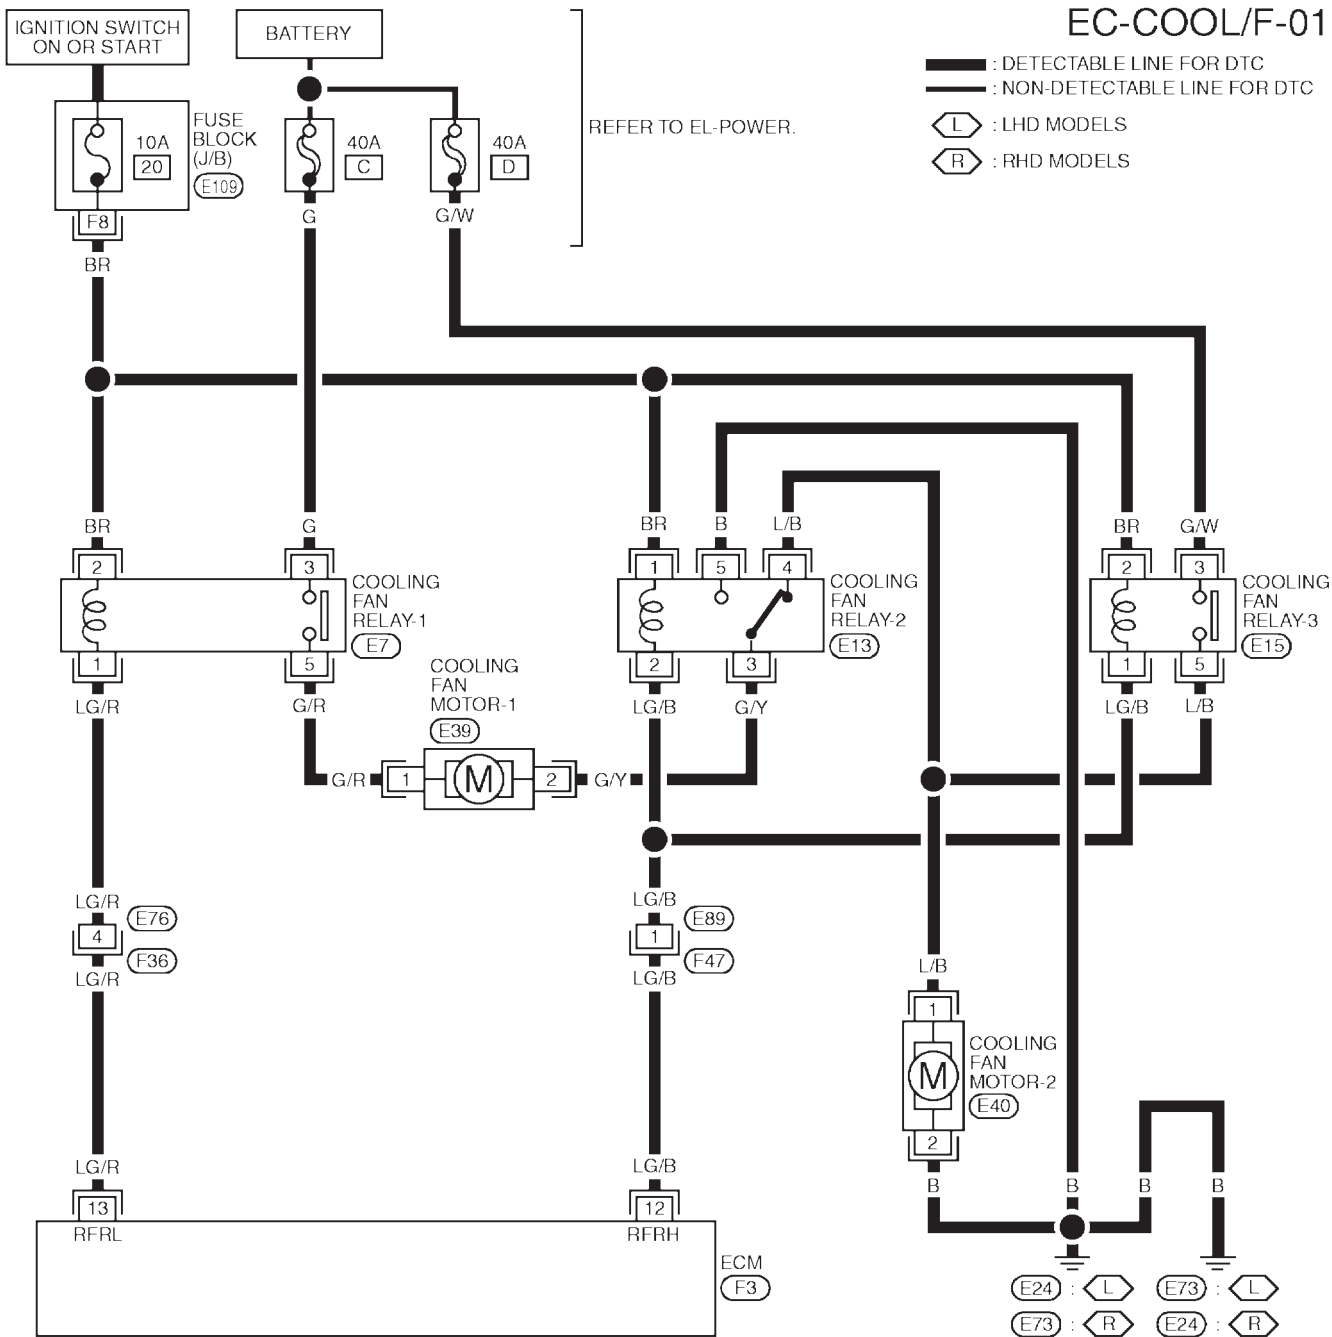 EC-COOL/F-01
IGNITION SWITCH
ON OR START
BATTERY
: DETECTABLE LINE FOR DTC
: NON-DETECTABLE LINE FOR DTC
L : LHD MODELS
R : RHD MODELS
REFER TO EL-POWER.
10A
20
FUSE
BLOCK
(J/B)
E109
40A
C
40A
D
F8
G
G/W
BR
BR
G
BR
B
L/B
BR
G/W
2
3
1
5
4
2
3
COOLING
FAN
RELAY-1
E7
COOLING
FAN
RELAY-2
E13
COOLING
FAN
RELAY-3
E15
1
5
2
3
1
5
LG/R
G/R
LG/B
G/Y
LG/B
L/B
COOLING
FAN
MOTOR-1
E39
G/R
1
M
2
G/Y
LG/R
E76
4
F36
LG/R
LG/B
E89
1
F47
LG/B
L/B
1
M
COOLING
FAN
MOTOR-2
E40
2
LG/R
LG/B
B
B
B
B
13
12
RFRL
RFRH
ECM
F3
E24 : L
E73 : L
E73 : R
E24 : R